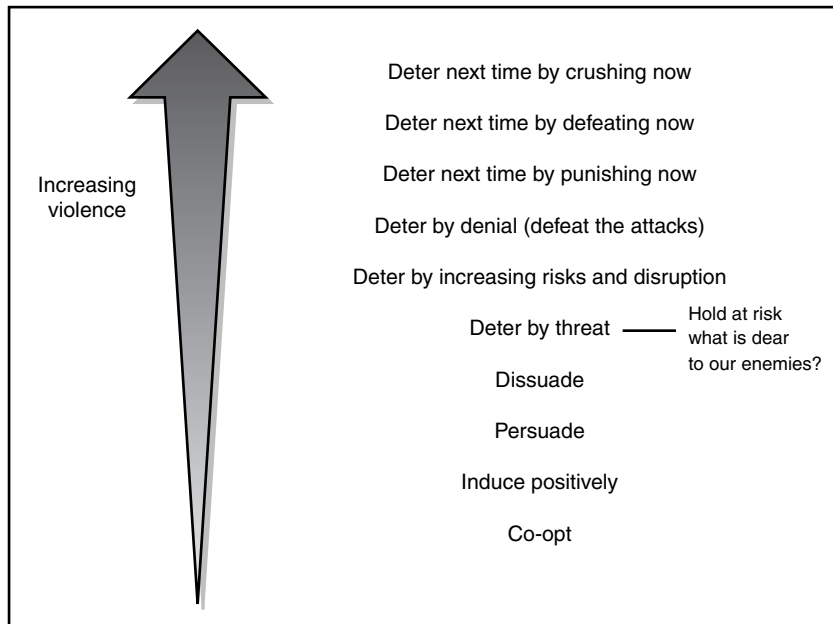 Deter next time by crushing now
Deter next time by defeating now
Increasing
violence
Deter next time by punishing now
Deter by denial (defeat the attacks)
Deter by increasing risks and disruption
Deter by threat
Hold at risk
what is dear
to our enemies?
Dissuade
Persuade
Induce positively
Co-opt